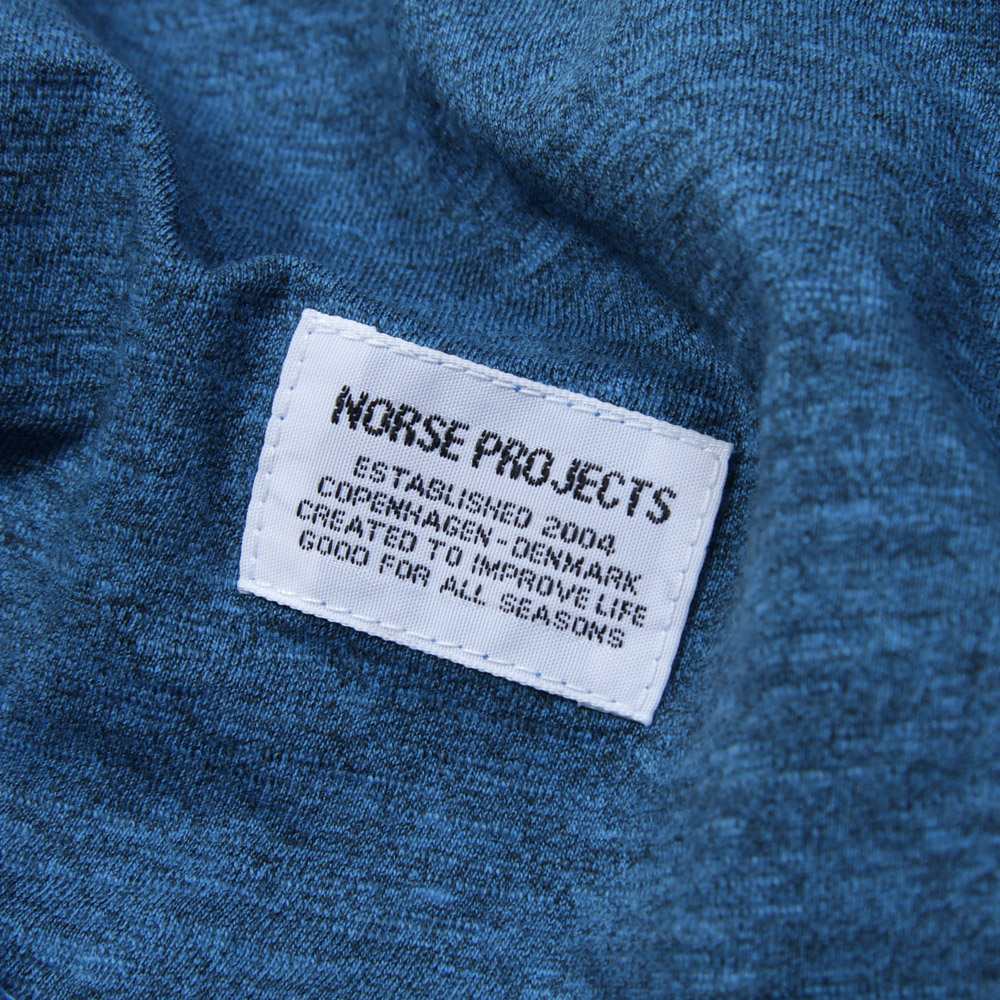 NORSE PROJECTS
ESTABLISHED 2004
COPENHAGEN - DENMARK
CREATED TO IMPROVE LIFE
GOOD FOR ALL SEASONS